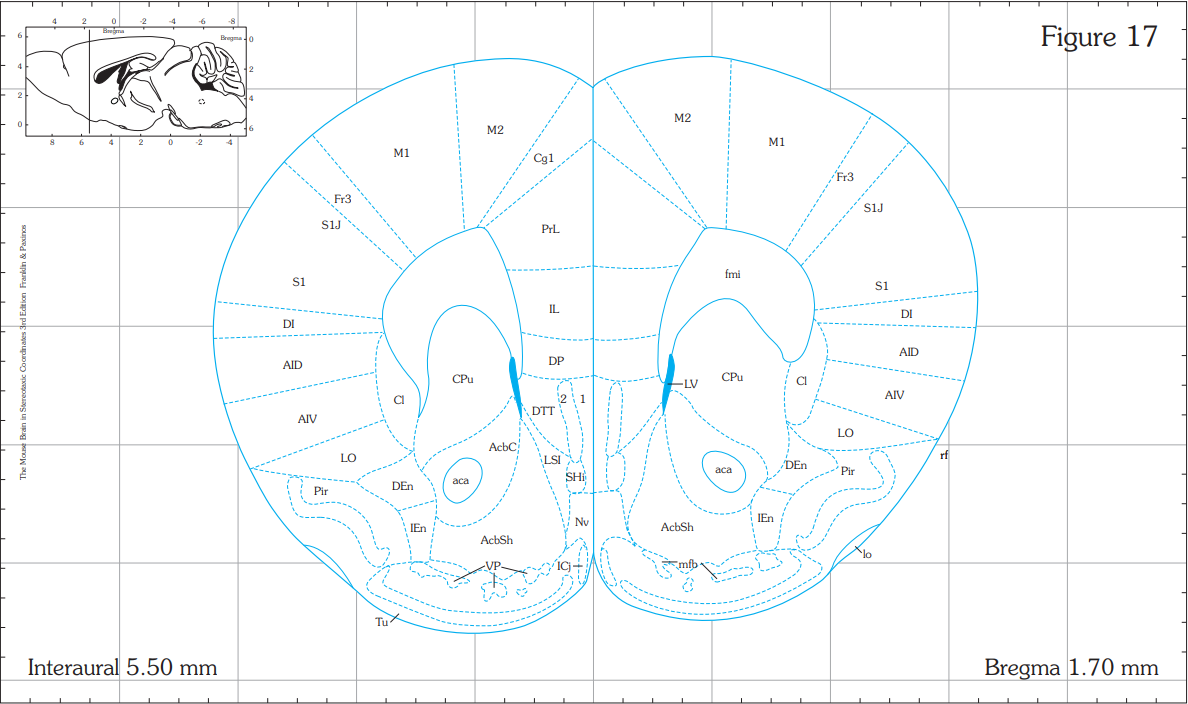 4 2 0 -2 -4 -6 -8
Bregma
Bregma
6
4
2
0
0
2
4
6
8 6 4 2 0 -2 -4
Figure 17
The Mouse Brain in Stereotaxic Coordinates 3rd Edition Franklin & Paxinos
M2
M2
M1
M1
Cg1
Fr3
Fr3
S1J
S1J
PrL
fmi
S1
S1
IL
DI
DI
AID
DP
AID
CPu
CPu
LV
Cl
Cl
AIV
AIV
2 1
DTT
LO
LO
AcbC
LSI
SHi
rf
DEn
DEn
aca
aca
Pir
Pir
IEn
IEn
Nv
AcbSh
AcbSh
VP
ICj
mfb
lo
Tu
Interaural 5.50 mm
Bregma 1.70 mm